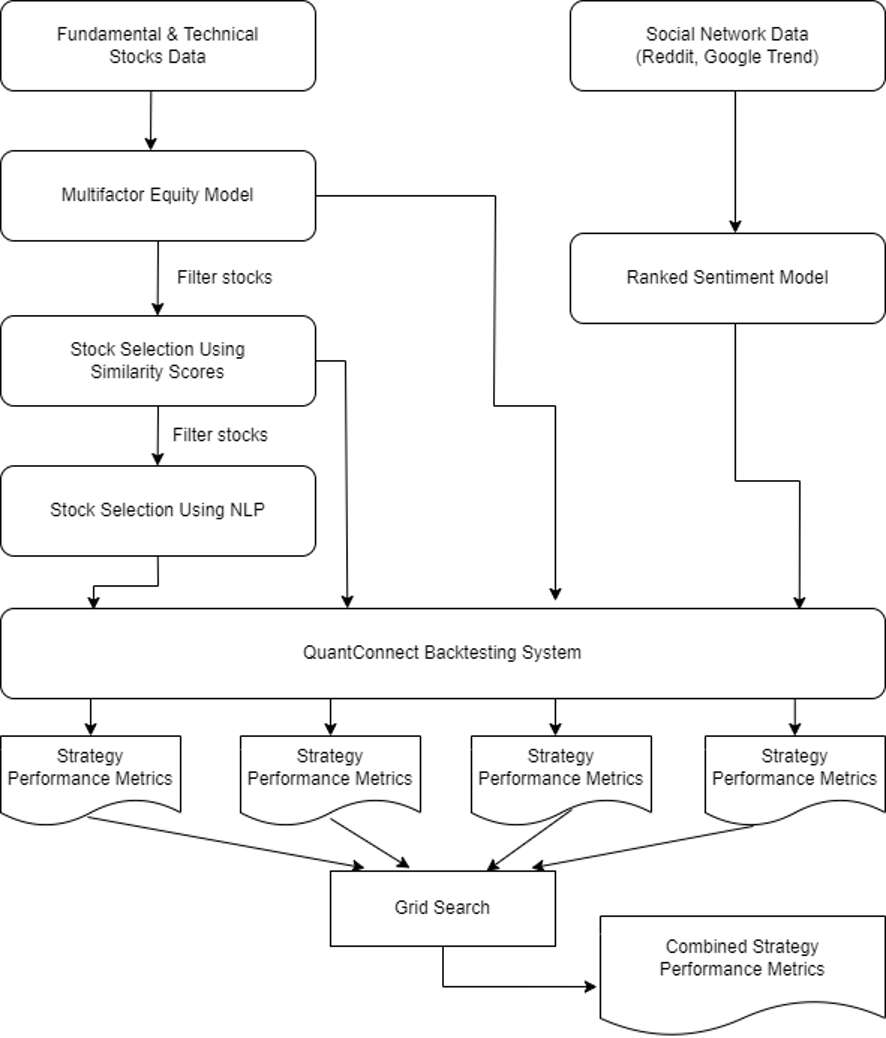 Fundamental & Technical
Stocks Data
Social Network Data
(Reddit, Google Trend)
Multifactor Equity Model
Filter stocks
Ranked Sentiment Model
Stock Selection Using
Similarity Scores
Filter stocks
Stock Selection Using NLP
QuantConnect Backtesting System
Strategy
Performance Metrics
Strategy
Performance Metrics
Strategy
Performance Metrics
Strategy
Performance Metrics
Grid Search
Combined Strategy
Performance Metrics